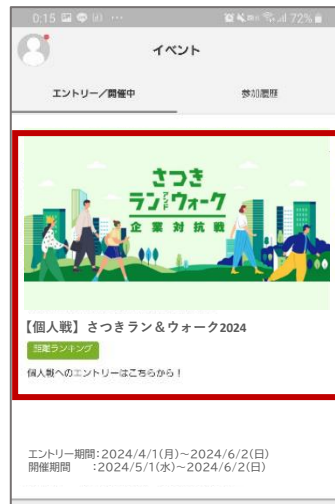 0:15
72%
イベント
エントリー/開催中
参加履歴
さつき
ラン アンド ウォーク
企業対抗戦
【個人戦】さつきラン&ウォーク2024
距離ランキング
個人戦へのエントリーはこちらから！
エントリー期間：2024/4/1(月)～2024/6/2(日)
開催期間　：2024/5/1(水)～2024/6/2(日)